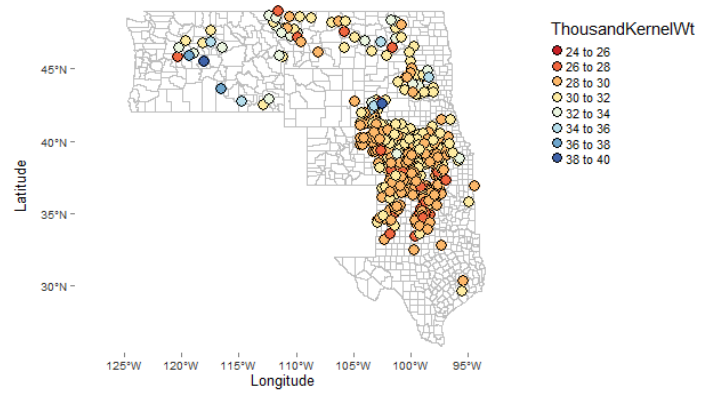 ThousandKernelWt
24 to 26
26 to 28
28 to 30
30 to 32
32 to 34
34 to 36
36 to 38
38 to 40
Latitude
45°N
40°N
35°N
30°N
125°W 120°W 115°W 110°W 105°W 100°W 95°W
Longitude